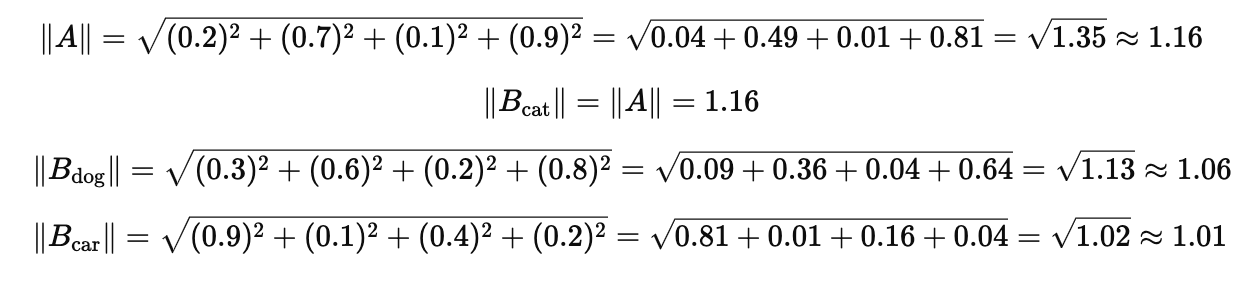 ‖A‖ = √(0.2)² + (0.7)² + (0.1)² + (0.9)² = √0.04 + 0.49 + 0.01 + 0.81 = √1.35 ≈ 1.16
‖B_cat‖ = ‖A‖ = 1.16
‖B_dog‖ = √(0.3)² + (0.6)² + (0.2)² + (0.8)² = √0.09 + 0.36 + 0.04 + 0.64 = √1.13 ≈ 1.06
‖B_car‖ = √(0.9)² + (0.1)² + (0.4)² + (0.2)² = √0.81 + 0.01 + 0.16 + 0.04 = √1.02 ≈ 1.01